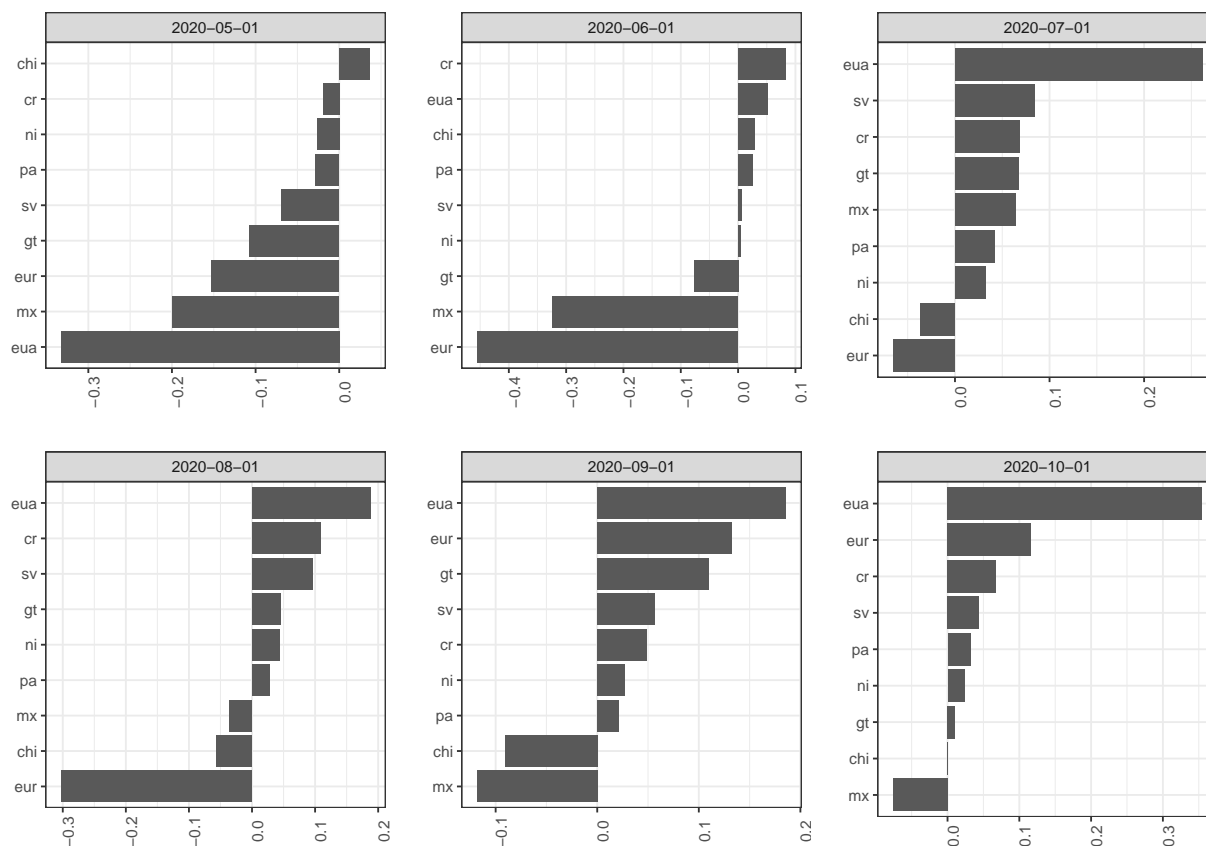 2020−05−01
chi
cr
ni
pa
sv
gt
eur
mx
eua
−0.3
−0.2
−0.1
0.0
2020−06−01
cr
eua
chi
pa
sv
ni
gt
mx
eur
−0.4
−0.3
−0.2
−0.1
0.0
0.1
2020−07−01
eua
sv
cr
gt
mx
pa
ni
chi
eur
0.0
0.1
0.2
2020−08−01
eua
cr
sv
gt
ni
pa
mx
chi
eur
−0.3
−0.2
−0.1
0.0
0.1
0.2
2020−09−01
eua
eur
gt
sv
cr
ni
pa
chi
mx
−0.1
0.0
0.1
0.2
2020−10−01
eua
eur
cr
sv
pa
ni
gt
chi
mx
0.0
0.1
0.2
0.3